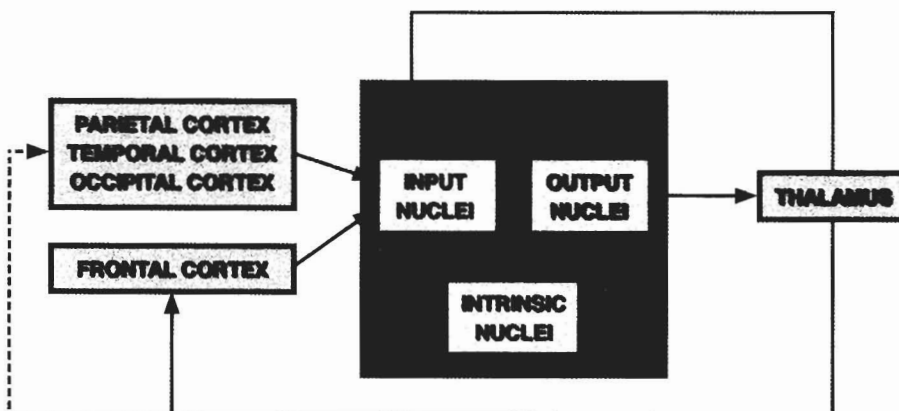 PARIETAL CORTEX
TEMPORAL CORTEX
OCCIPITAL CORTEX
FRONTAL CORTEX
INPUT
NUCLEI
OUTPUT
NUCLEI
INTRINSIC
NUCLEI
THALAMUS